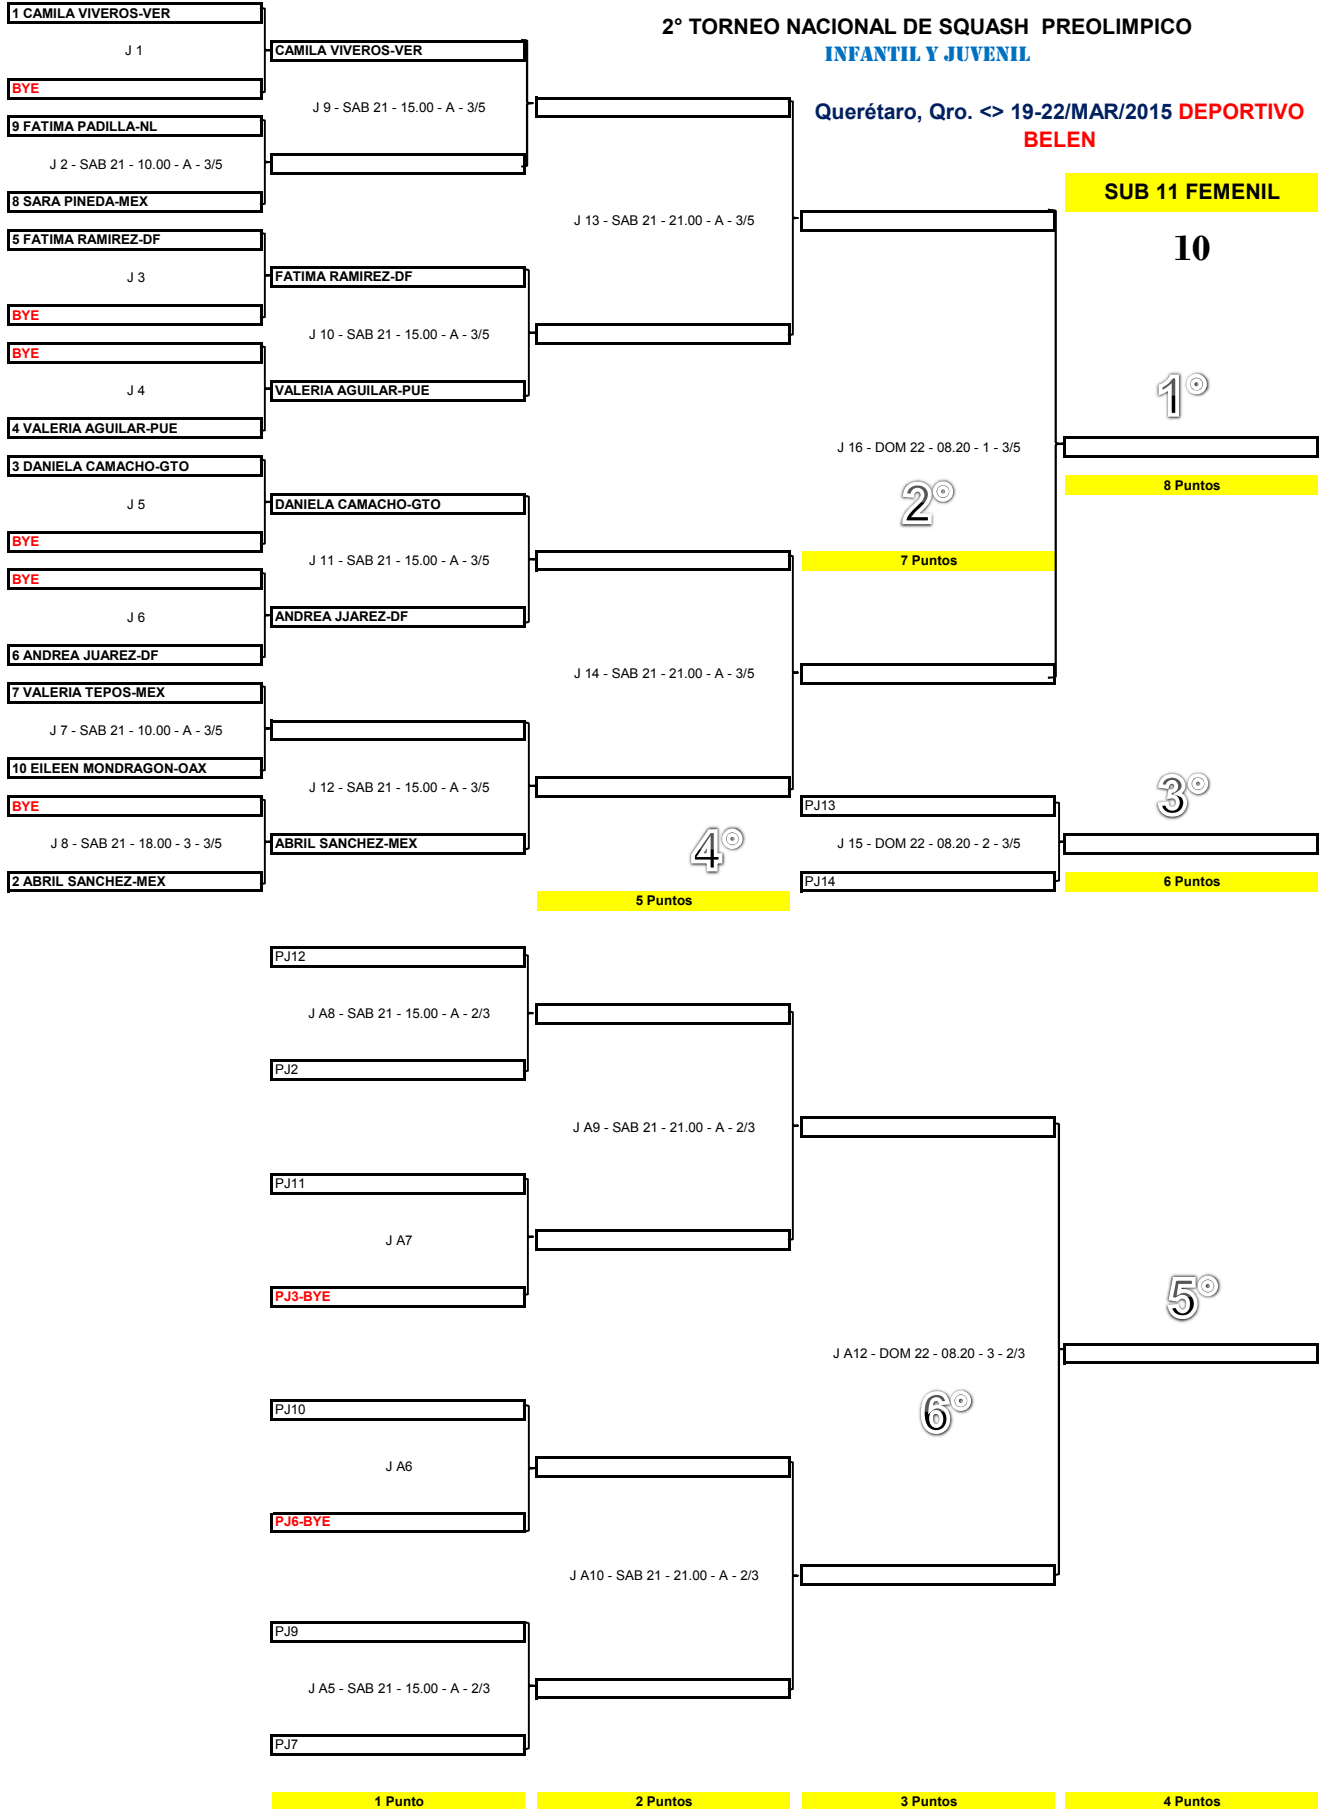 2° TORNEO NACIONAL DE SQUASH PREOLIMPICO
INFANTIL Y JUVENIL
Querétaro, Qro. <> 19-22/MAR/2015 DEPORTIVO
BELEN
SUB 11 FEMENIL
10
1 CAMILA VIVEROS-VER
J 1
BYE
9 FATIMA PADILLA-NL
J 2 - SAB 21 - 10.00 - A - 3/5
8 SARA PINEDA-MEX
5 FATIMA RAMIREZ-DF
J 3
BYE
BYE
J 4
4 VALERIA AGUILAR-PUE
3 DANIELA CAMACHO-GTO
J 5
BYE
BYE
J 6
6 ANDREA JUAREZ-DF
7 VALERIA TEPOS-MEX
J 7 - SAB 21 - 10.00 - A - 3/5
10 EILEEN MONDRAGON-OAX
BYE
J 8 - SAB 21 - 18.00 - 3 - 3/5
2 ABRIL SANCHEZ-MEX
CAMILA VIVEROS-VER
J 9 - SAB 21 - 15.00 - A - 3/5
FATIMA RAMIREZ-DF
J 10 - SAB 21 - 15.00 - A - 3/5
VALERIA AGUILAR-PUE
DANIELA CAMACHO-GTO
J 11 - SAB 21 - 15.00 - A - 3/5
ANDREA JJAREZ-DF
J 12 - SAB 21 - 15.00 - A - 3/5
ABRIL SANCHEZ-MEX
J 13 - SAB 21 - 21.00 - A - 3/5
J 14 - SAB 21 - 21.00 - A - 3/5
4°
5 Puntos
J 16 - DOM 22 - 08.20 - 1 - 3/5
2°
7 Puntos
1°
8 Puntos
PJ13
J 15 - DOM 22 - 08.20 - 2 - 3/5
PJ14
3°
6 Puntos
PJ12
J A8 - SAB 21 - 15.00 - A - 2/3
PJ2
PJ11
J A7
PJ3-BYE
PJ10
J A6
PJ6-BYE
PJ9
J A5 - SAB 21 - 15.00 - A - 2/3
PJ7
J A9 - SAB 21 - 21.00 - A - 2/3
J A10 - SAB 21 - 21.00 - A - 2/3
J A12 - DOM 22 - 08.20 - 3 - 2/3
6°
5°
1 Punto
2 Puntos
3 Puntos
4 Puntos